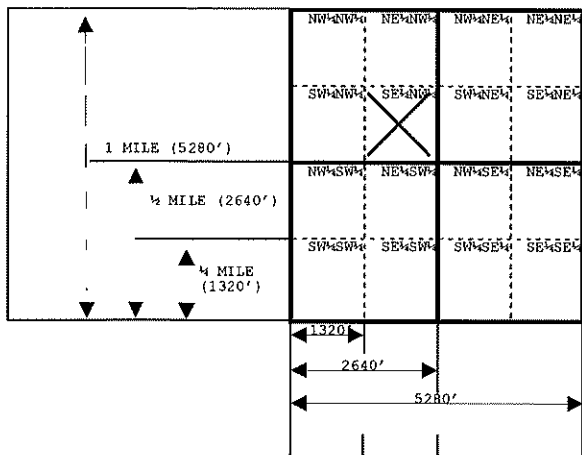 NW¼NW¼ NE¼NW¼ NW¼NE¼ NE¼NE¼
SW¼NW¼ SE¼NW¼ SW¼NE¼ SE¼NE¼
1 MILE (5280')
NW¼SW¼ NE¼SW¼ NW¼SE¼ NE¼SE¼
½ MILE (2640')
SW¼SW¼ SE¼SW¼ SW¼SE¼ SE¼SE¼
¼ MILE
(1320')
1320'
2640'
5280'